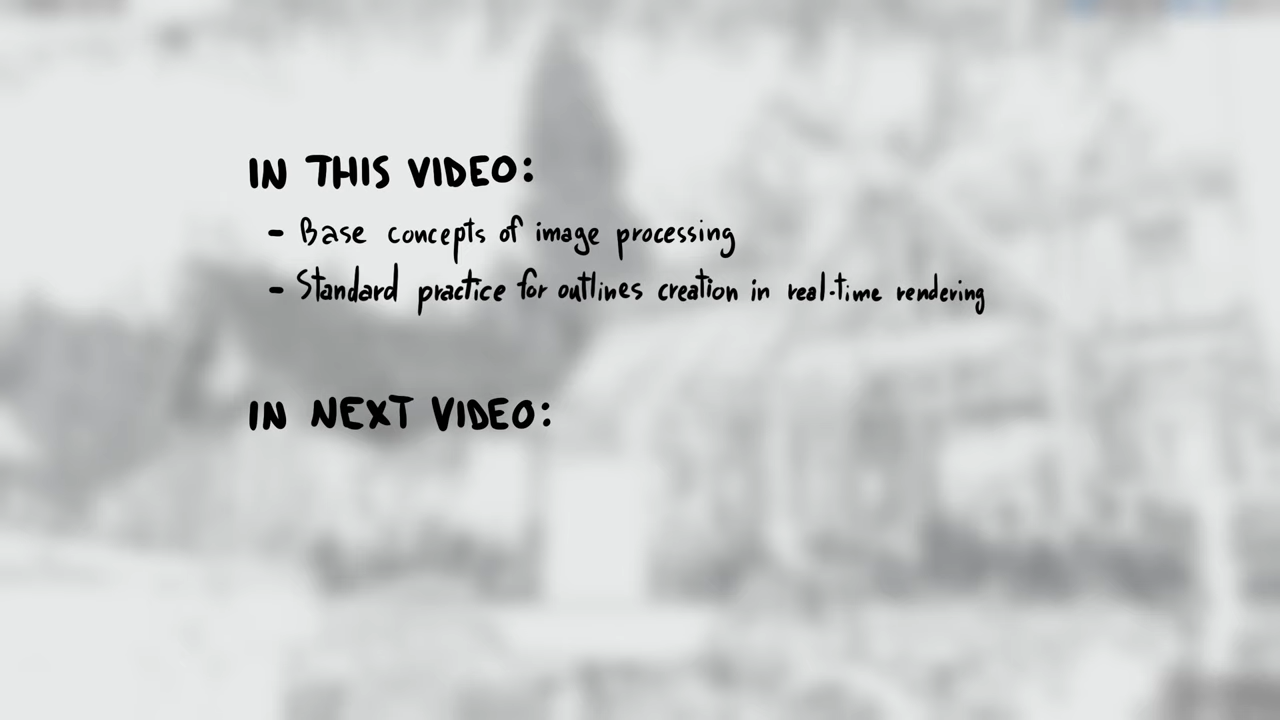 IN THIS VIDEO:
- Base concepts of image processing
- Standard practice for outlines creation in real-time rendering
IN NEXT VIDEO: